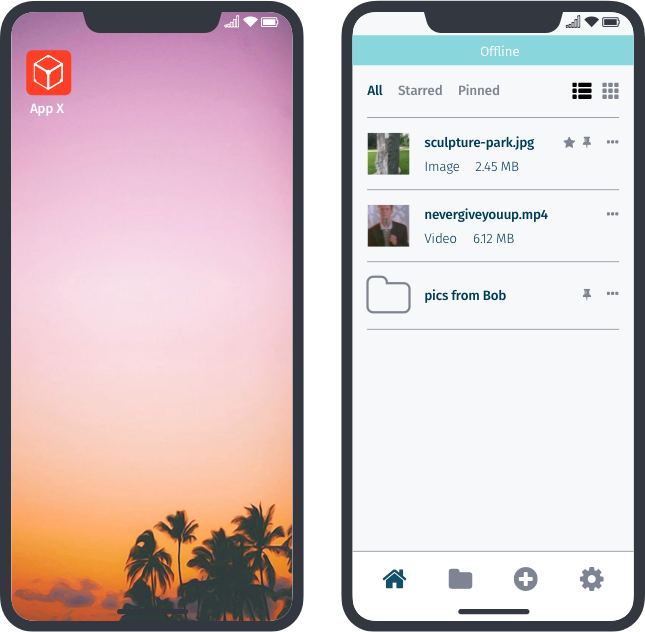 App X
Offline
All Starred Pinned
sculpture-park.jpg
Image 2.45 MB
nevergiveyouup.mp4
Video 6.12 MB
pics from Bob